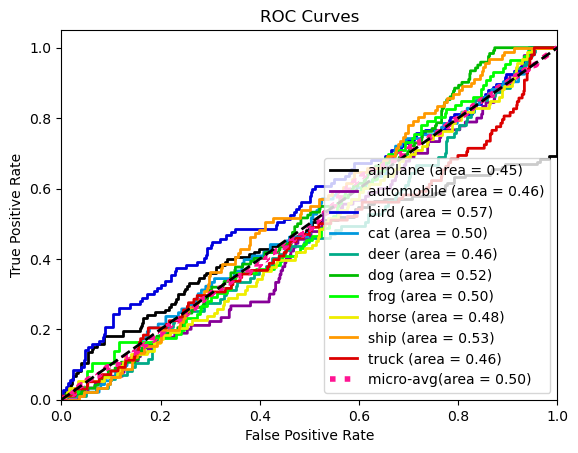 ROC Curves
True Positive Rate
1.0
0.8
0.6
0.4
0.2
0.0
airplane (area = 0.45)
automobile (area = 0.46)
bird (area = 0.57)
cat (area = 0.50)
deer (area = 0.46)
dog (area = 0.52)
frog (area = 0.50)
horse (area = 0.48)
ship (area = 0.53)
truck (area = 0.46)
micro-avg(area = 0.50)
0.0 0.2 0.4 0.6 0.8 1.0
False Positive Rate